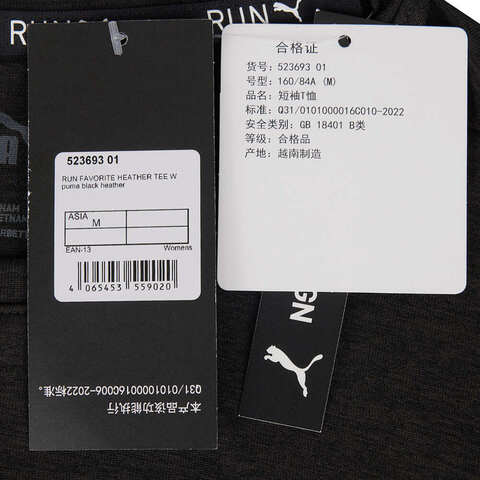 RUN
RUN
合格证
货号: 523693 01
号型: 160/84A (M)
品名: 短袖T恤
标准: Q31/0101000016C010-2022
安全类别: GB 18401 B类
等级: 合格品
产地: 越南制造
523693 01
RUN FAVORITE HEATHER TEE W
puma black heather
ASIA
M
EAN-13
Womens
4 065453 559020
本产品该功能执行
Q31/0101000016C006-2022标准。
IGN